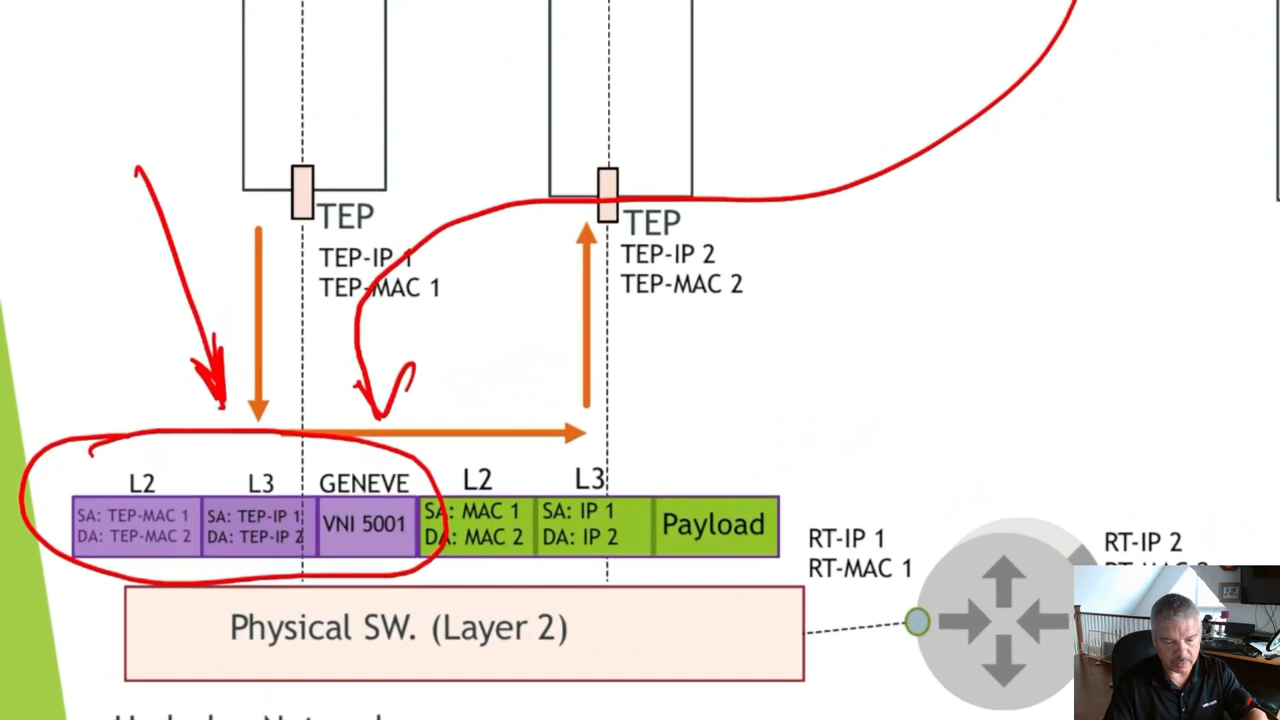 TEP
TEP-IP 1
TEP-MAC 1
TEP
TEP-IP 2
TEP-MAC 2
L2
L3
GENEVE
L2
L3
SA: TEP-MAC 1
DA: TEP-MAC 2
SA: TEP-IP 1
DA: TEP-IP 2
VNI 5001
SA: MAC 1
DA: MAC 2
SA: IP 1
DA: IP 2
Payload
RT-IP 1
RT-MAC 1
RT-IP 2
Physical SW. (Layer 2)